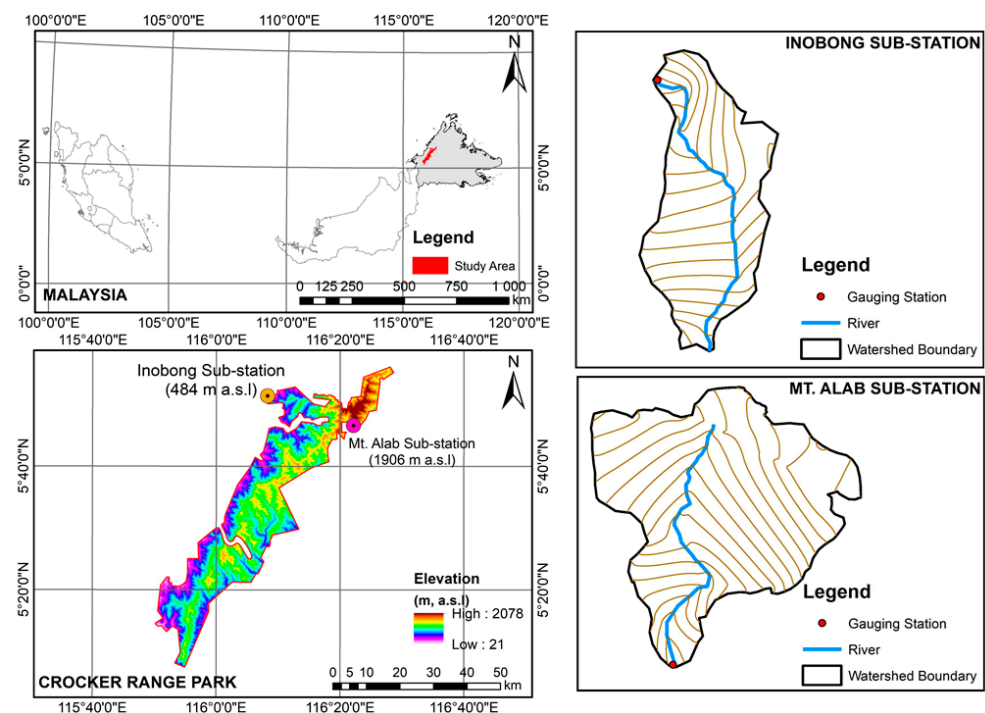 100°0'0"E 105°0'0"E 110°0'0"E 115°0'0"E 120°0'0"E
N
5°0'0"N
0°0'0"
5°0'0"N
0°0'0"N
Legend
Study Area
0 125 250 500 750 1 000
km
MALAYSIA
100°0'0"E 105°0'0"E 110°0'0"E 115°0'0"E 120°0'0"E
115°40'0"E 116°0'0"E 116°20'0"E 116°40'0"E
N
Inobong Sub-station
(484 m a.s.l)
Mt. Alab Sub-station
(1906 m a.s.l)
5°40'0"N
5°20'0"N
5°40'0"N
5°20'0"N
Elevation
(m, a.s.l)
High : 2078
Low : 21
0 5 10 20 30 40 50
km
CROCKER RANGE PARK
115°40'0"E 116°0'0"E 116°20'0"E 116°40'0"E
INOBONG SUB-STATION
Legend
Gauging Station
River
Watershed Boundary
MT. ALAB SUB-STATION
Legend
Gauging Station
River
Watershed Boundary